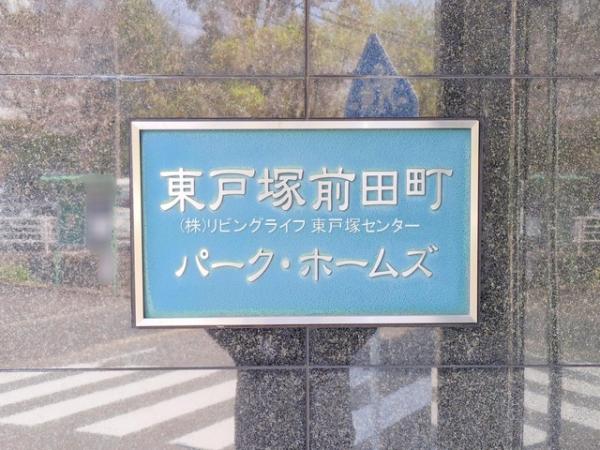 東戸塚前田町
(株)リビングライフ 東戸塚センター
パーク・ホームズ